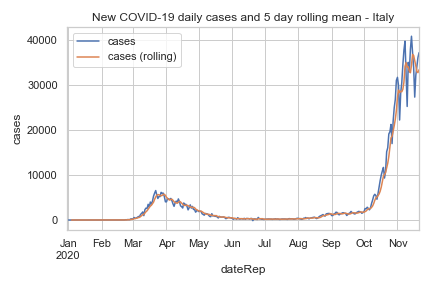 New COVID-19 daily cases and 5 day rolling mean - Italy
cases
cases (rolling)
40000
30000
20000
10000
0
cases
Jan Feb Mar Apr May Jun Jul Aug Sep Oct Nov
2020
dateRep